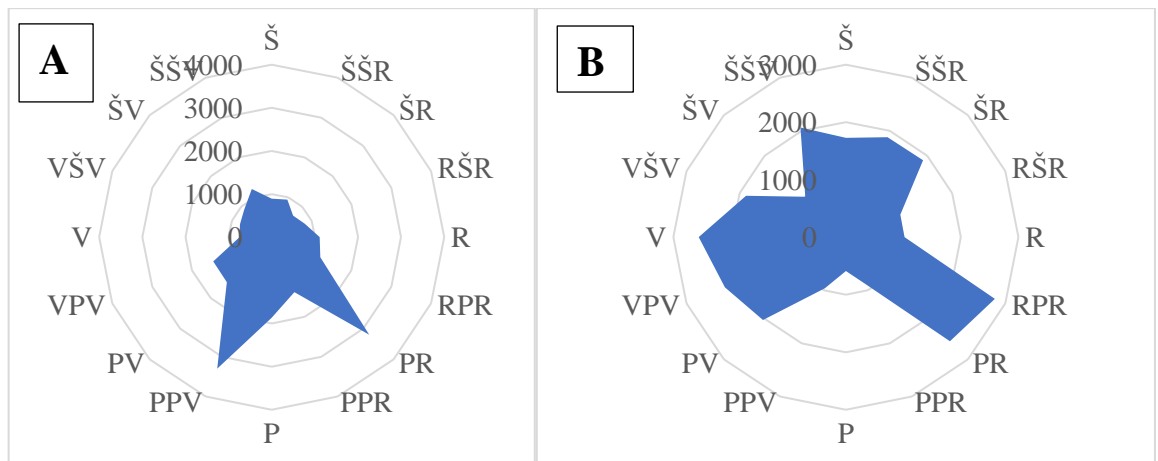 A
Š
ŠŠR
ŠR
RŠR
R
RPR
PR
PPR
P
PPV
PV
VPV
V
VŠV
ŠV
ŠŠV
4000
3000
2000
1000
0
B
Š
ŠŠR
ŠR
RŠR
R
RPR
PR
PPR
P
PPV
PV
VPV
V
VŠV
ŠV
ŠŠV
3000
2000
1000
0